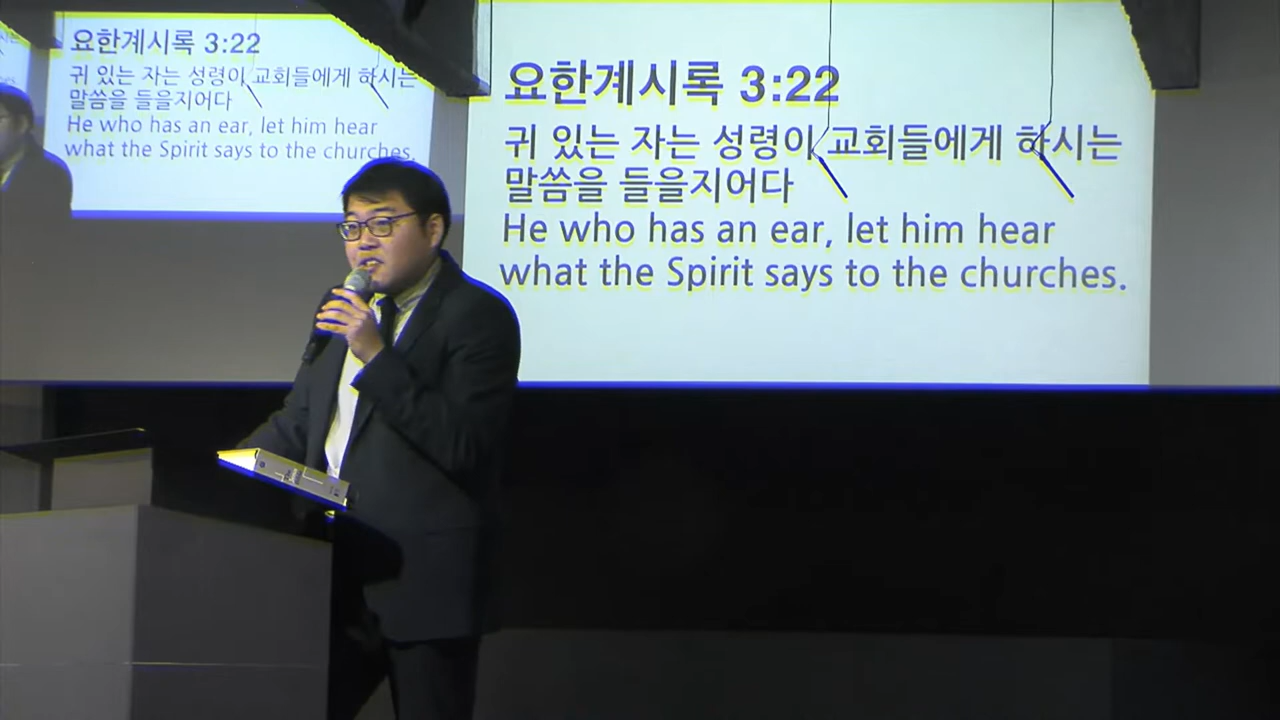 요한계시록 3:22
귀 있는 자는 성령이 교회들에게 하시는
말씀을 들을지어다
He who has an ear, let him hear
what the Spirit says to the churches.
요한계시록 3:22
귀 있는 자는 성령이 교회들에게 하시는
말씀을 들을지어다
He who has an ear, let him hear
what the Spirit says to the churches.